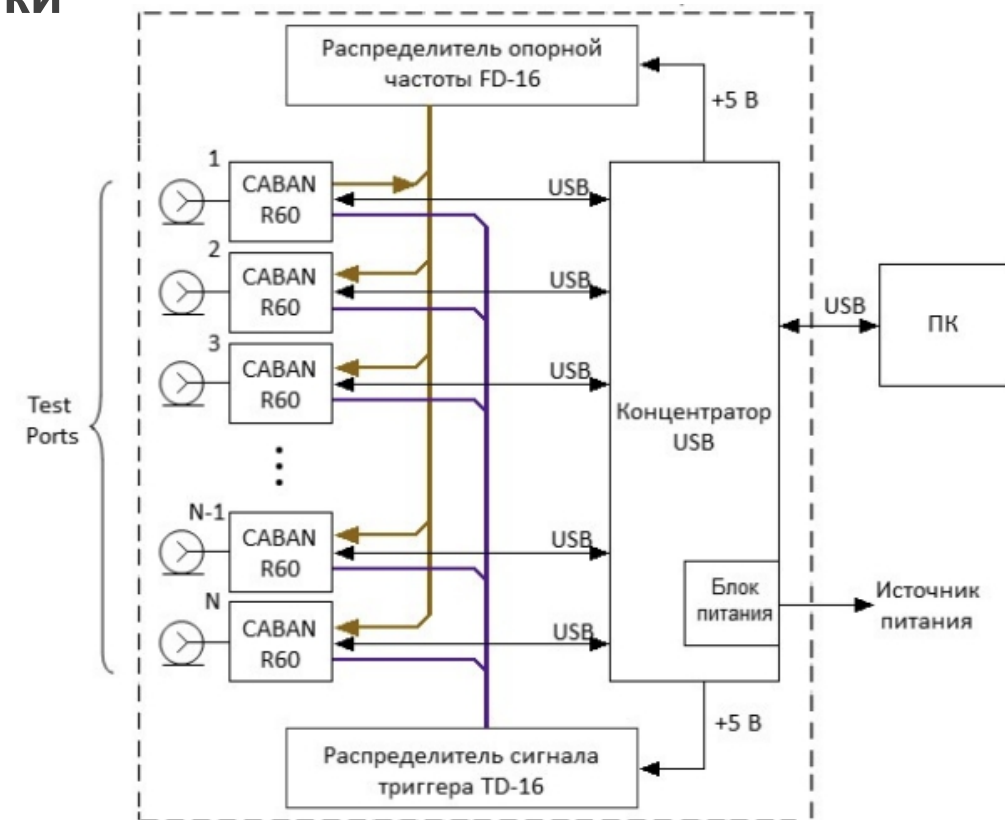 ки
Распределитель опорной
частоты FD-16
+5 В
1
CABAN
R60
USB
2
CABAN
R60
USB
3
CABAN
R60
USB
Test
Ports
Концентратор
USB
USB
ПК
N-1
CABAN
R60
USB
N
CABAN
R60
USB
Блок
питания
Источник
питания
+5 В
Распределитель сигнала
триггера TD-16